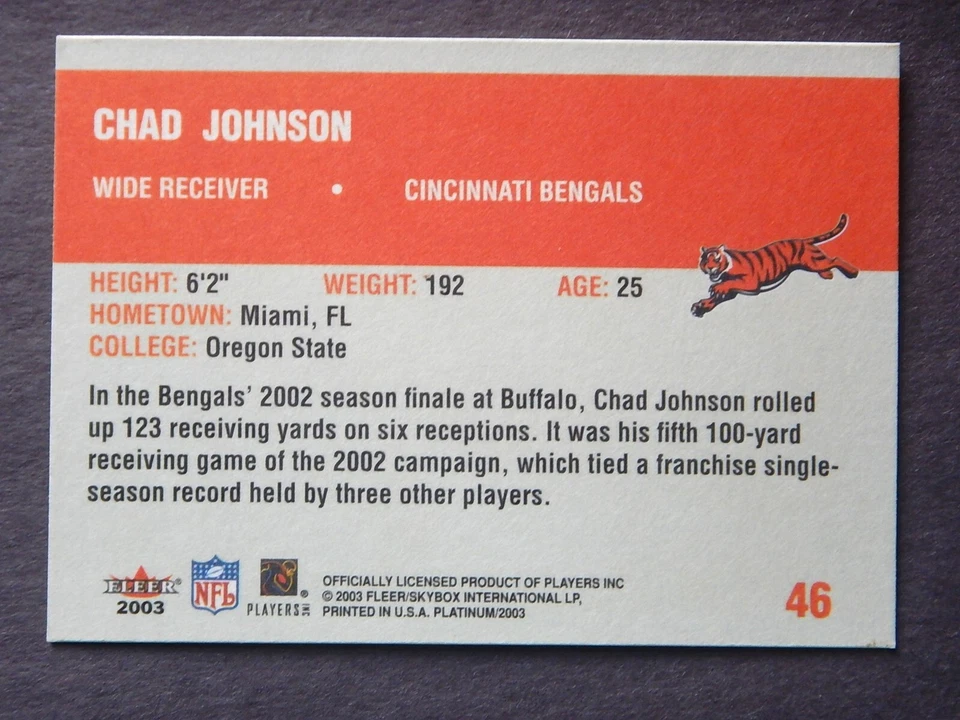 CHAD JOHNSON
WIDE RECEIVER • CINCINNATI BENGALS
HEIGHT: 6'2" WEIGHT: 192 AGE: 25
HOMETOWN: Miami, FL
COLLEGE: Oregon State
In the Bengals' 2002 season finale at Buffalo, Chad Johnson rolled
up 123 receiving yards on six receptions. It was his fifth 100-yard
receiving game of the 2002 campaign, which tied a franchise single-
season record held by three other players.
FLEER®
2003
NFL
PLAYERS INC ®
OFFICIALLY LICENSED PRODUCT OF PLAYERS INC
© 2003 FLEER/SKYBOX INTERNATIONAL LP,
PRINTED IN U.S.A. PLATINUM/2003
46